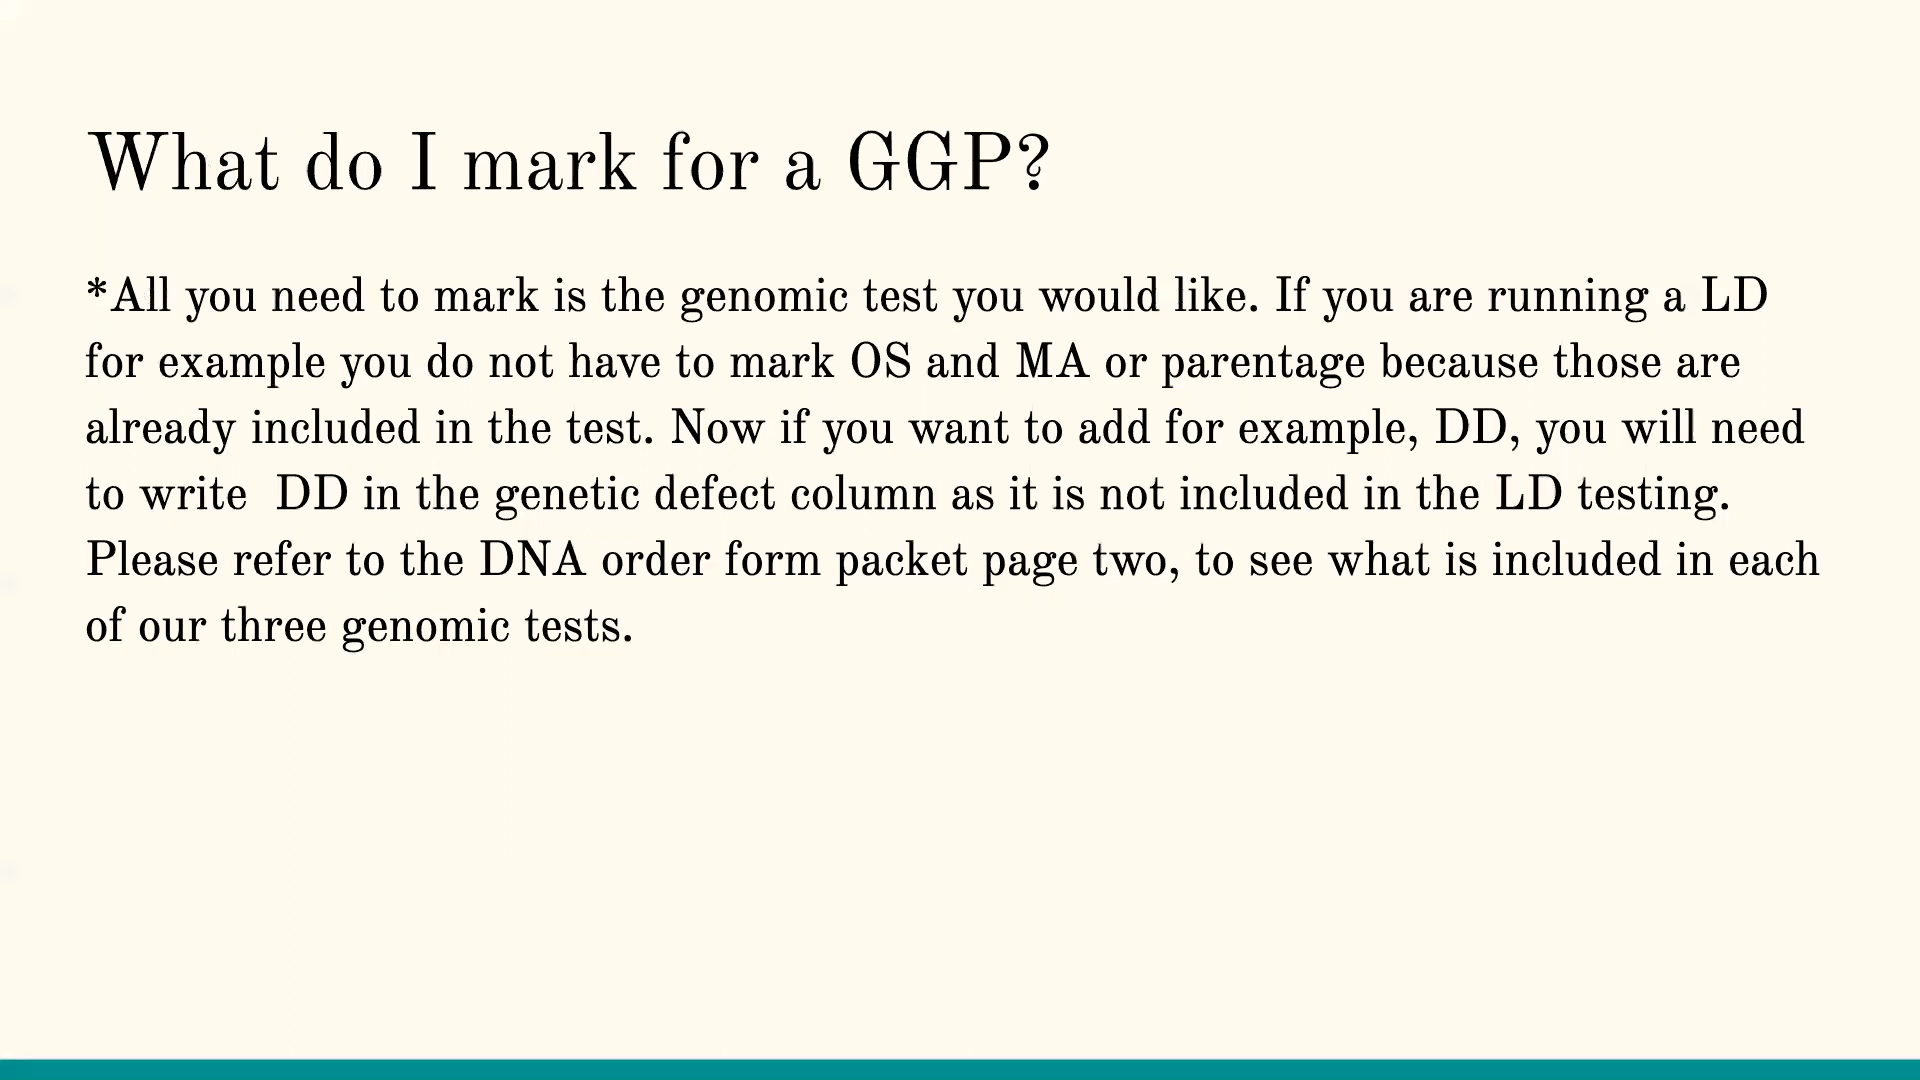 What do I mark for a GGP?
*All you need to mark is the genomic test you would like. If you are running a LD
for example you do not have to mark OS and MA or parentage because those are
already included in the test. Now if you want to add for example, DD, you will need
to write  DD in the genetic defect column as it is not included in the LD testing.
Please refer to the DNA order form packet page two, to see what is included in each
of our three genomic tests.